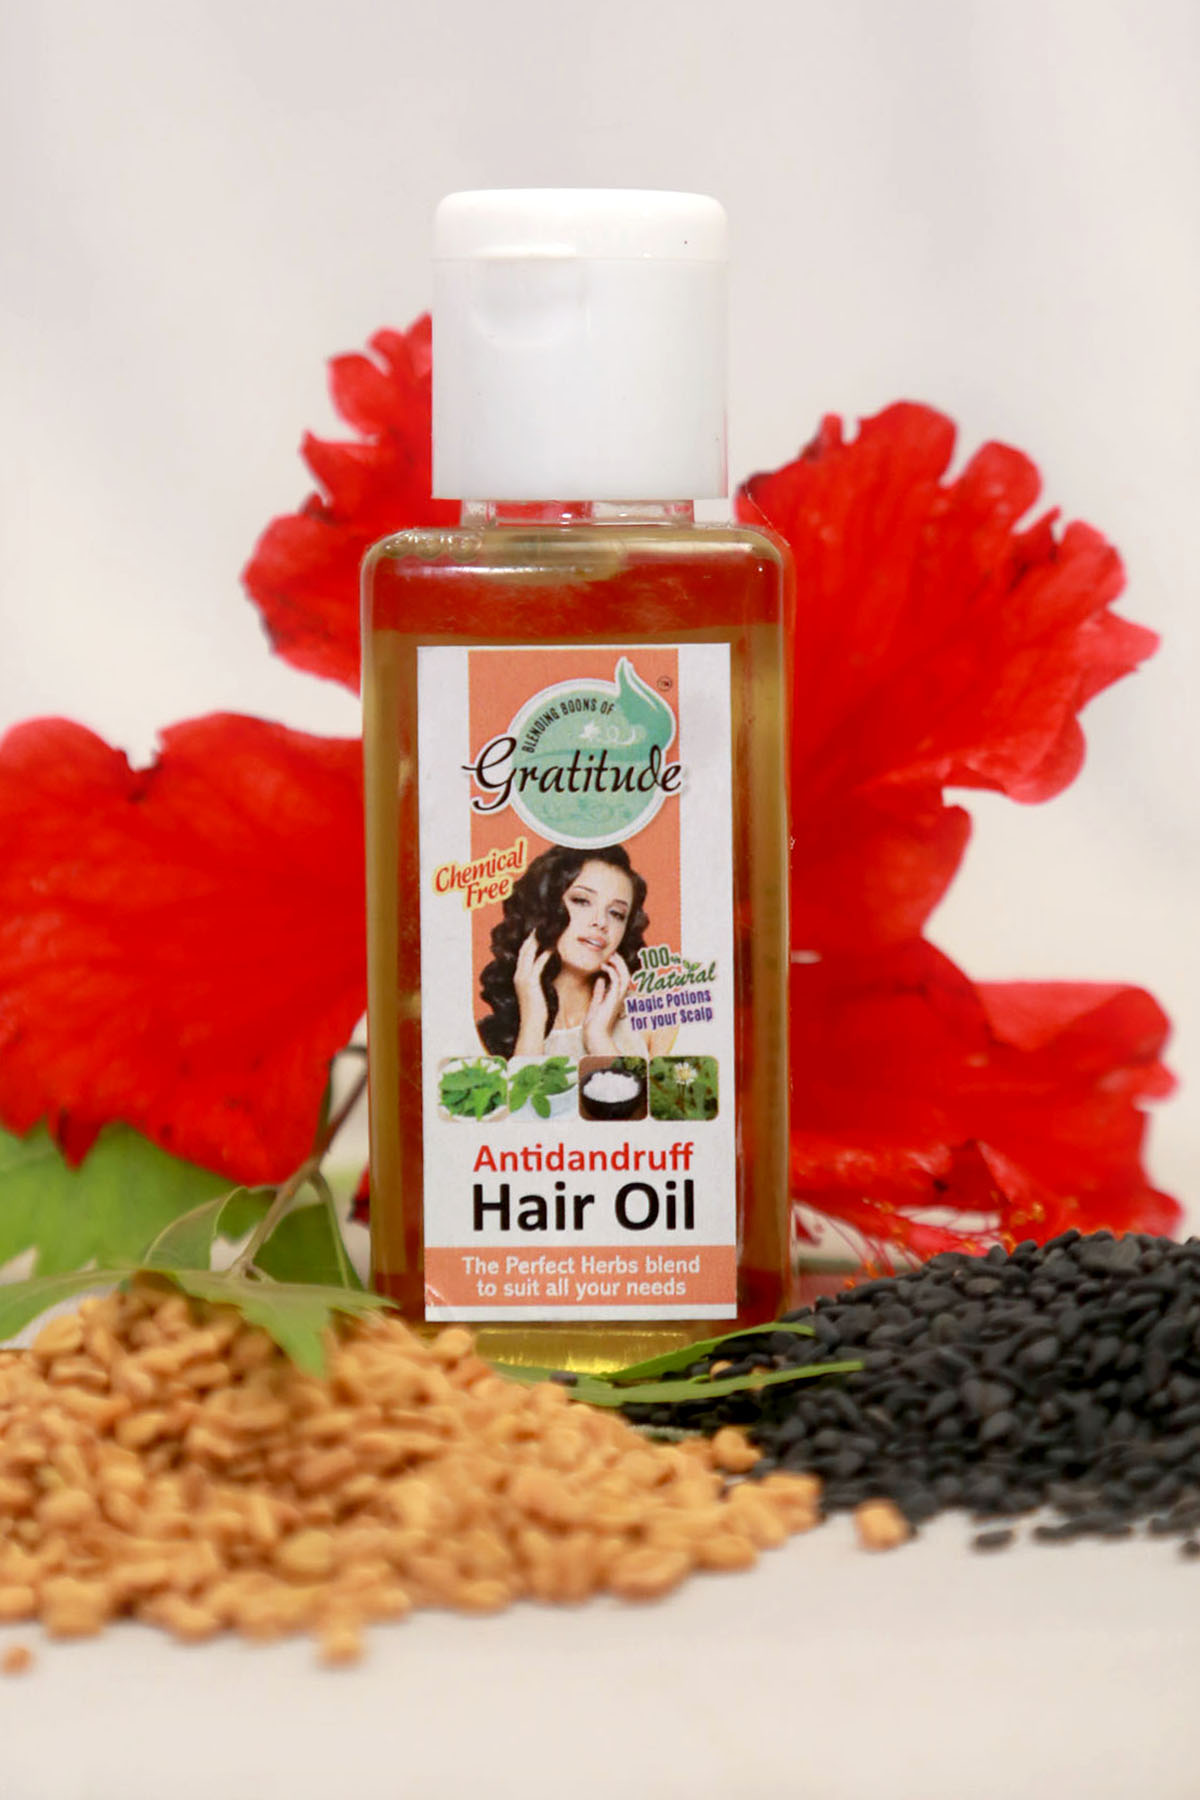 BLENDING BOONS OF
TM
Gratitude
Chemical
Free
100%
Natural
Magic Potions
for your Scalp
Antidandruff
Hair Oil
The Perfect Herbs blend
to suit all your needs